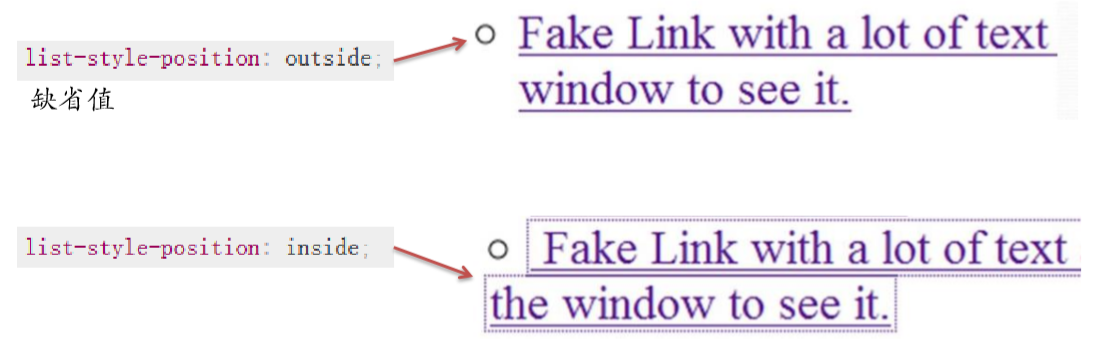 list-style-position: outside;
缺省值
Fake Link with a lot of text
window to see it.
list-style-position: inside;
Fake Link with a lot of text
the window to see it.